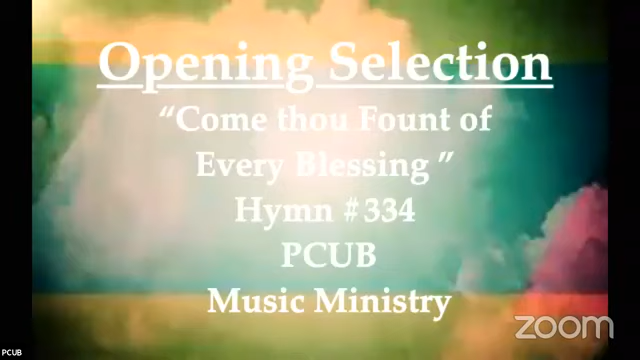 Opening Selection
“Come thou Fount of
Every Blessing ”
Hymn #334
PCUB
Music Ministry
zoom
PCUB